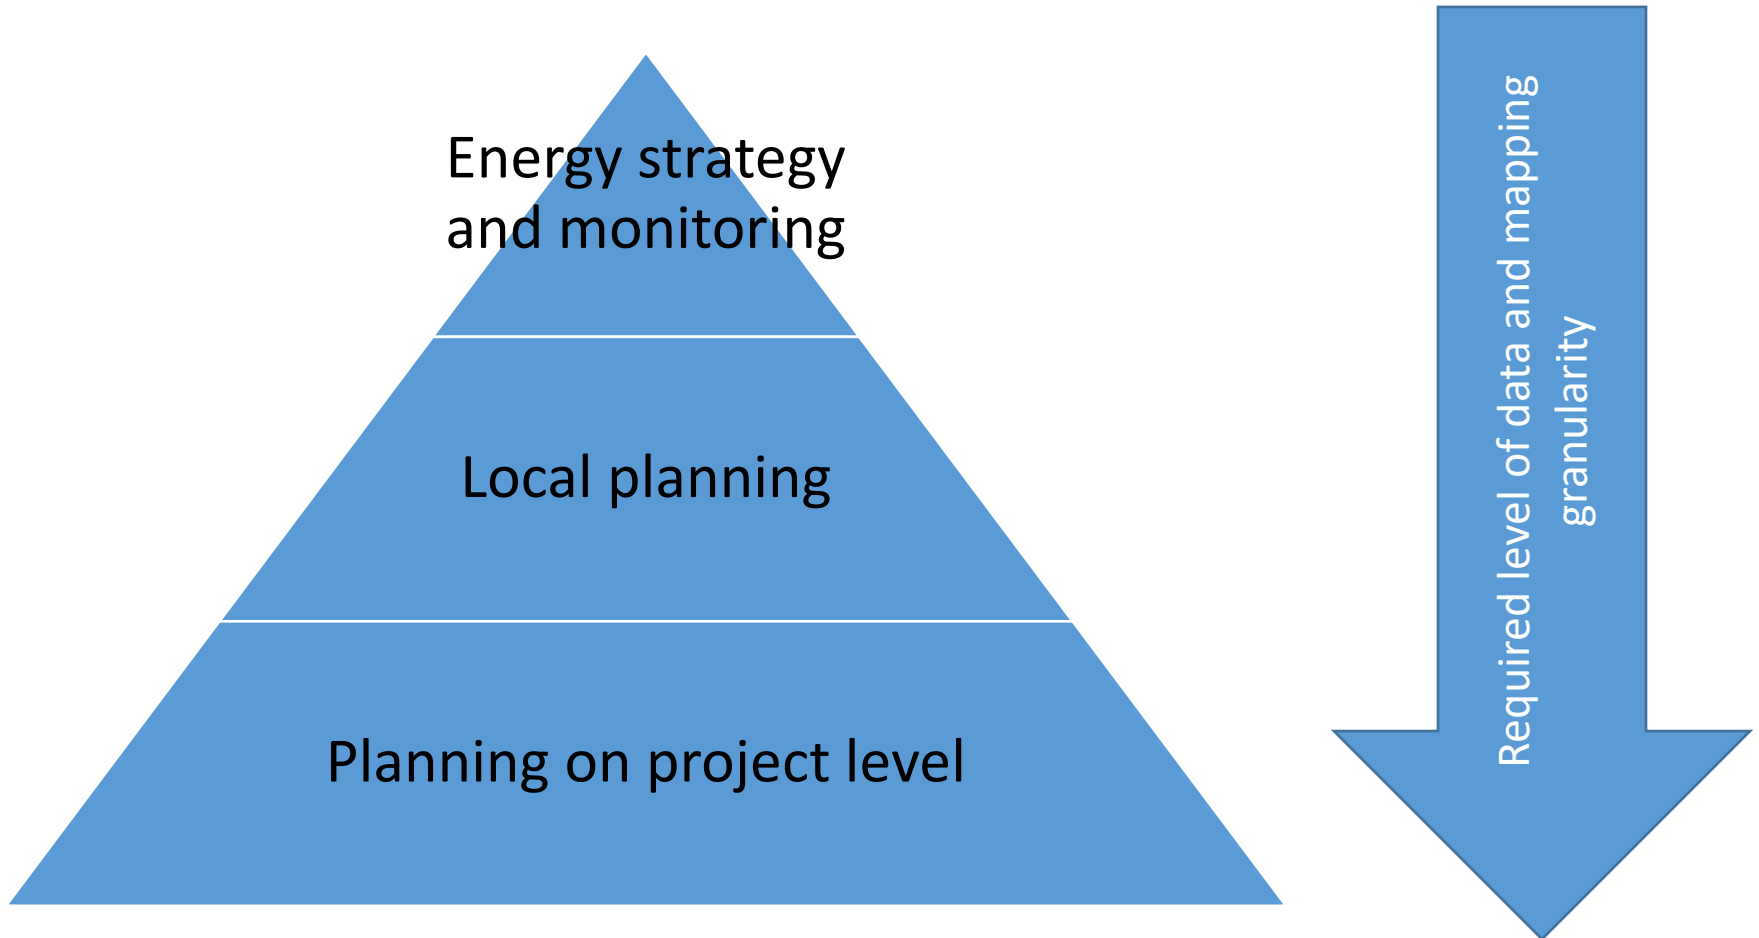 Energy strategy
and monitoring
Local planning
Planning on project level
Required level of data and mapping
granularity